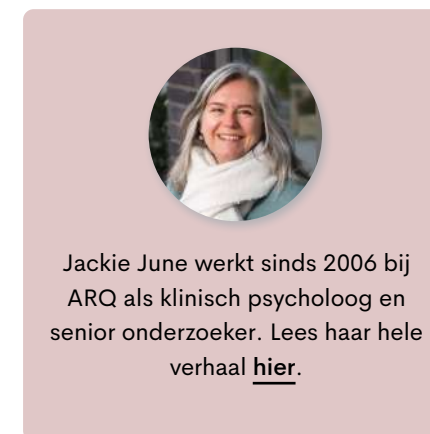 Jackie June werkt sinds 2006 bij
ARQ als klinisch psycholoog en
senior onderzoeker. Lees haar hele
verhaal hier.